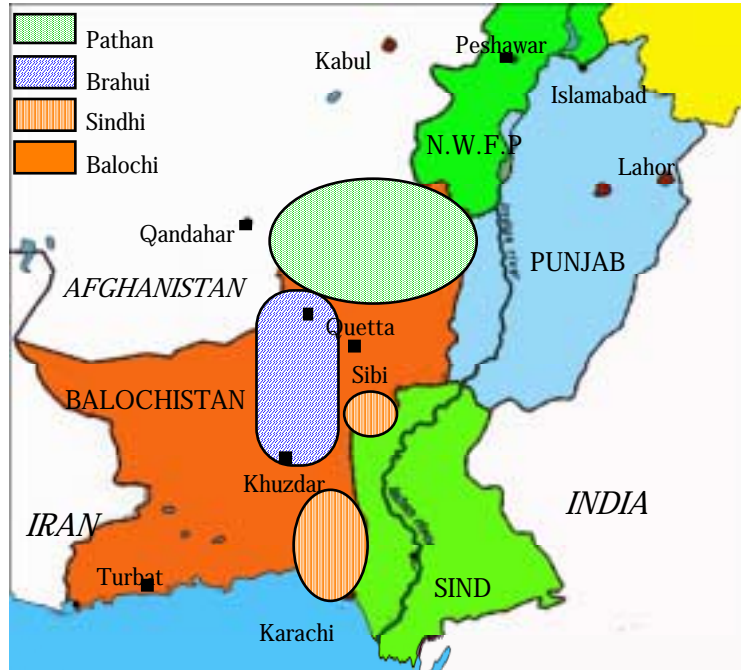 Pathan
Brahui
Sindhi
Balochi
Kabul
Peshawar
Islamabad
N.W.F.P
Lahor
Qandahar
PUNJAB
AFGHANISTAN
Quetta
Sibi
BALOCHISTAN
Khuzdar
INDIA
IRAN
Turbat
SIND
Karachi